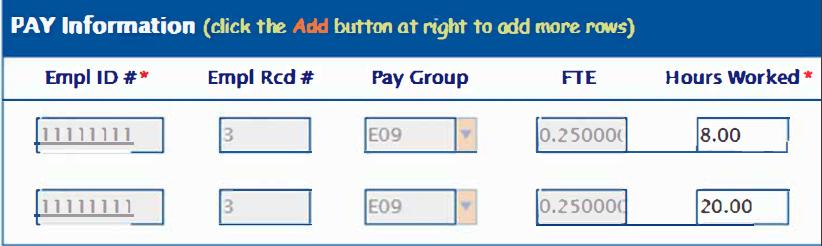 PAY Information (click the Add button at right to add more rows)
Empl ID #* Empl Rcd # Pay Group FTE Hours Worked *
11111111 3 E09 0.250000 8.00
11111111 3 E09 0.250000 20.00